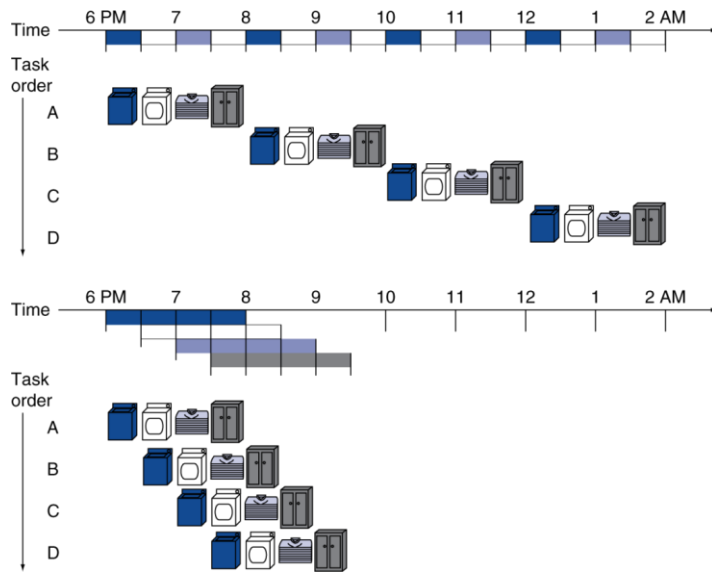 6 PM 7 8 9 10 11 12 1 2 AM
Time
Task
order
A
B
C
D
6 PM 7 8 9 10 11 12 1 2 AM
Time
Task
order
A
B
C
D